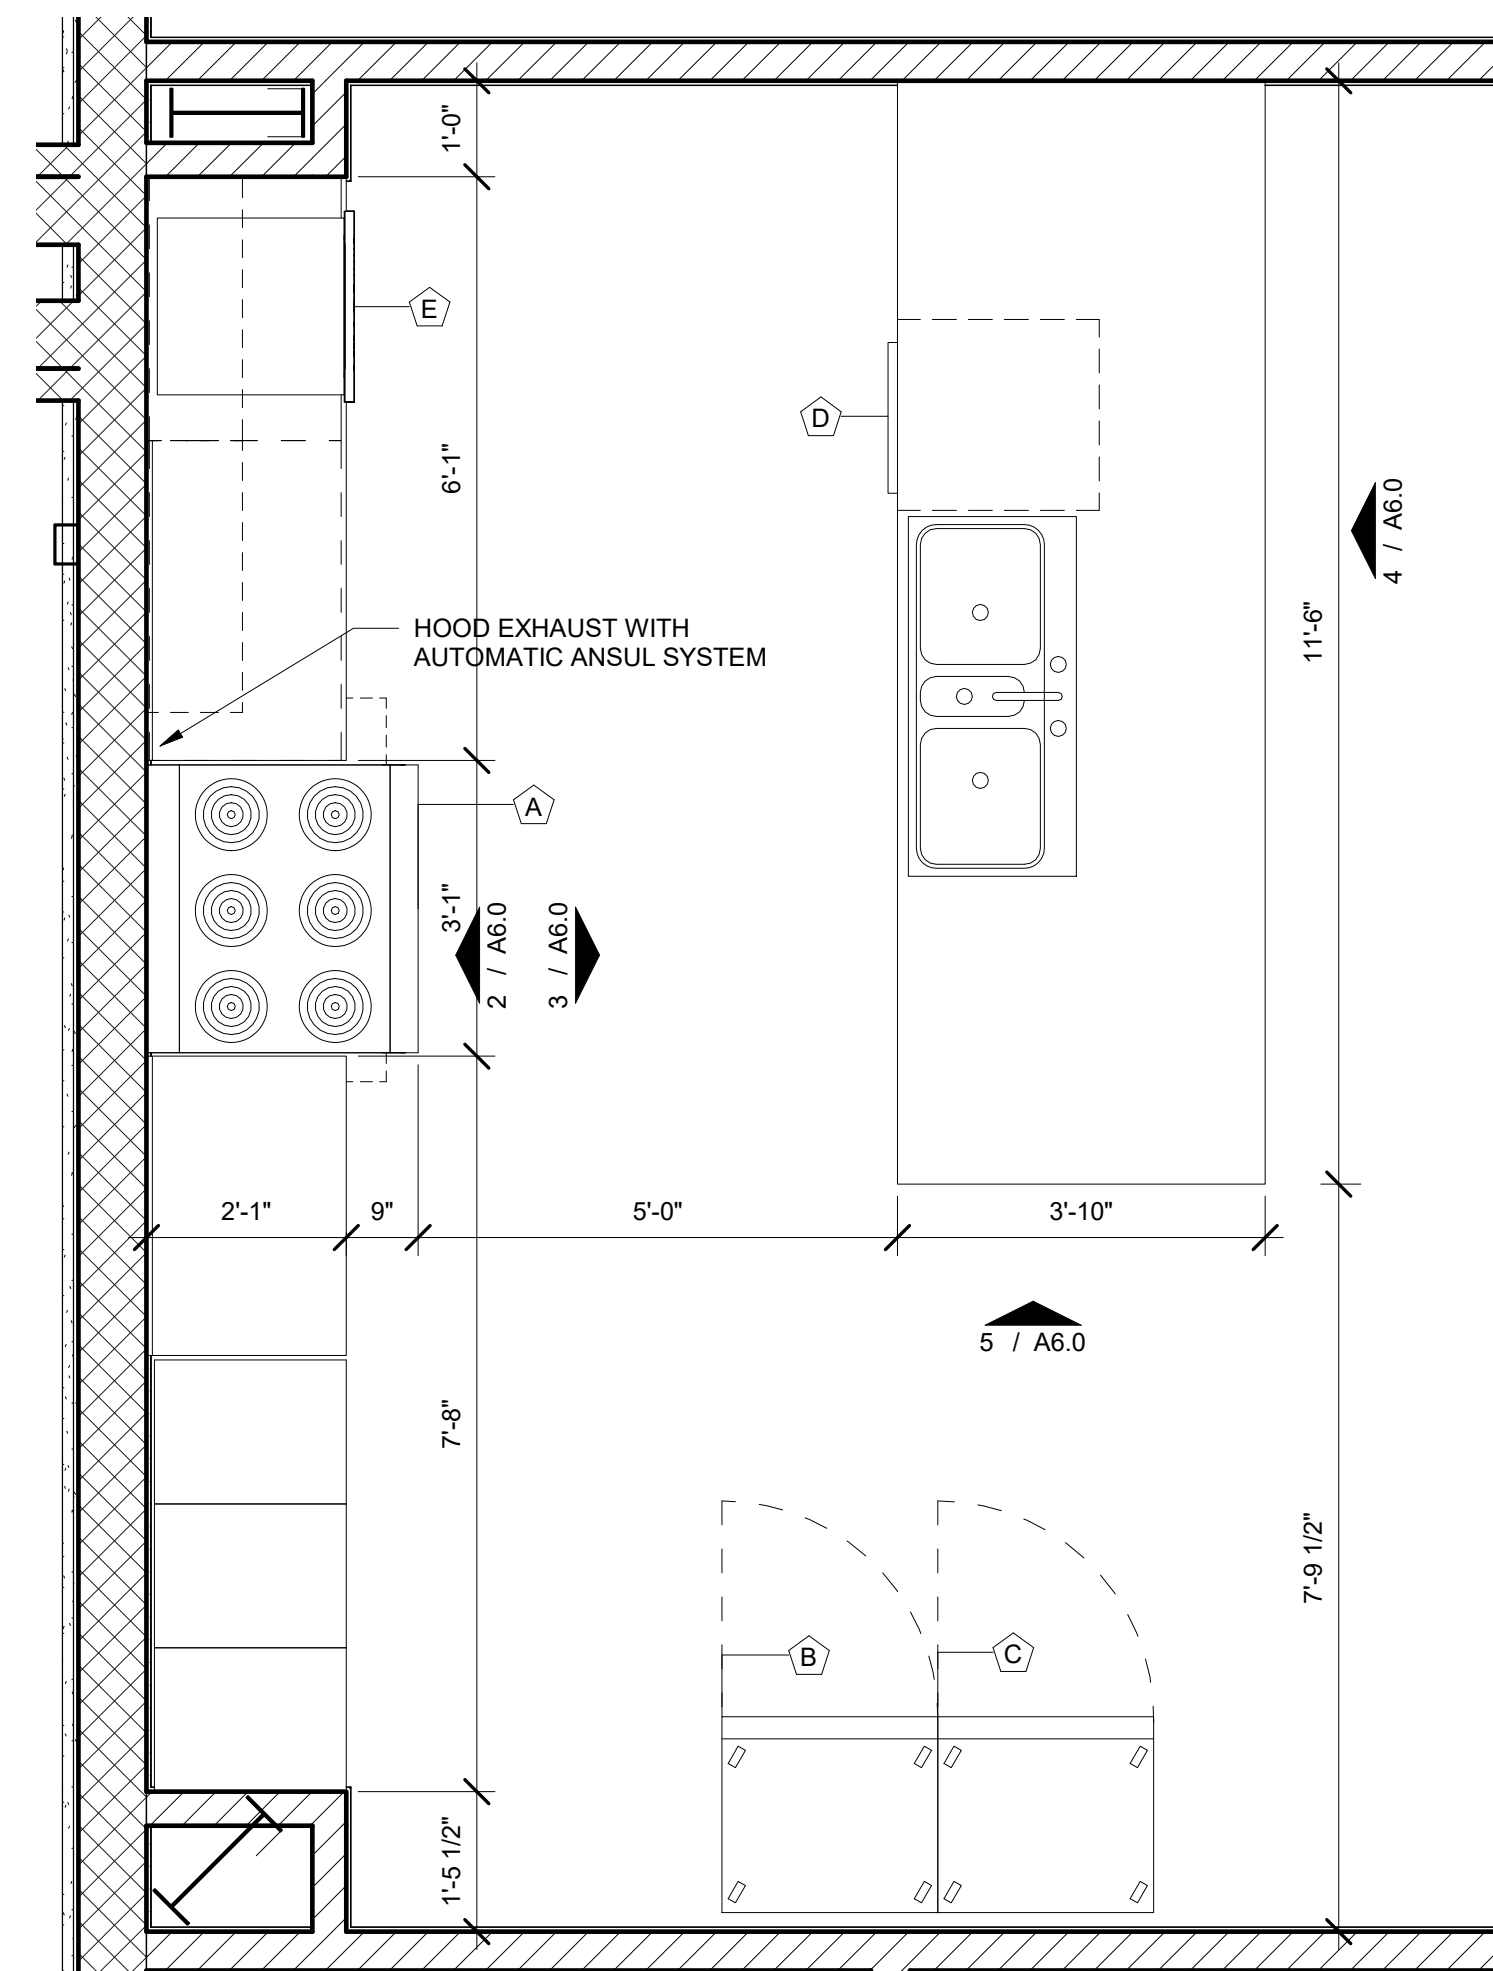 1'-0"
E
6'-1"
D
4 / A6.0
HOOD EXHAUST WITH
AUTOMATIC ANSUL SYSTEM
11'-6"
A
3'-1"
2 / A6.0
3 / A6.0
2'-1"
9"
5'-0"
3'-10"
5 / A6.0
7'-8"
7'-9 1/2"
B
C
1'-5 1/2"